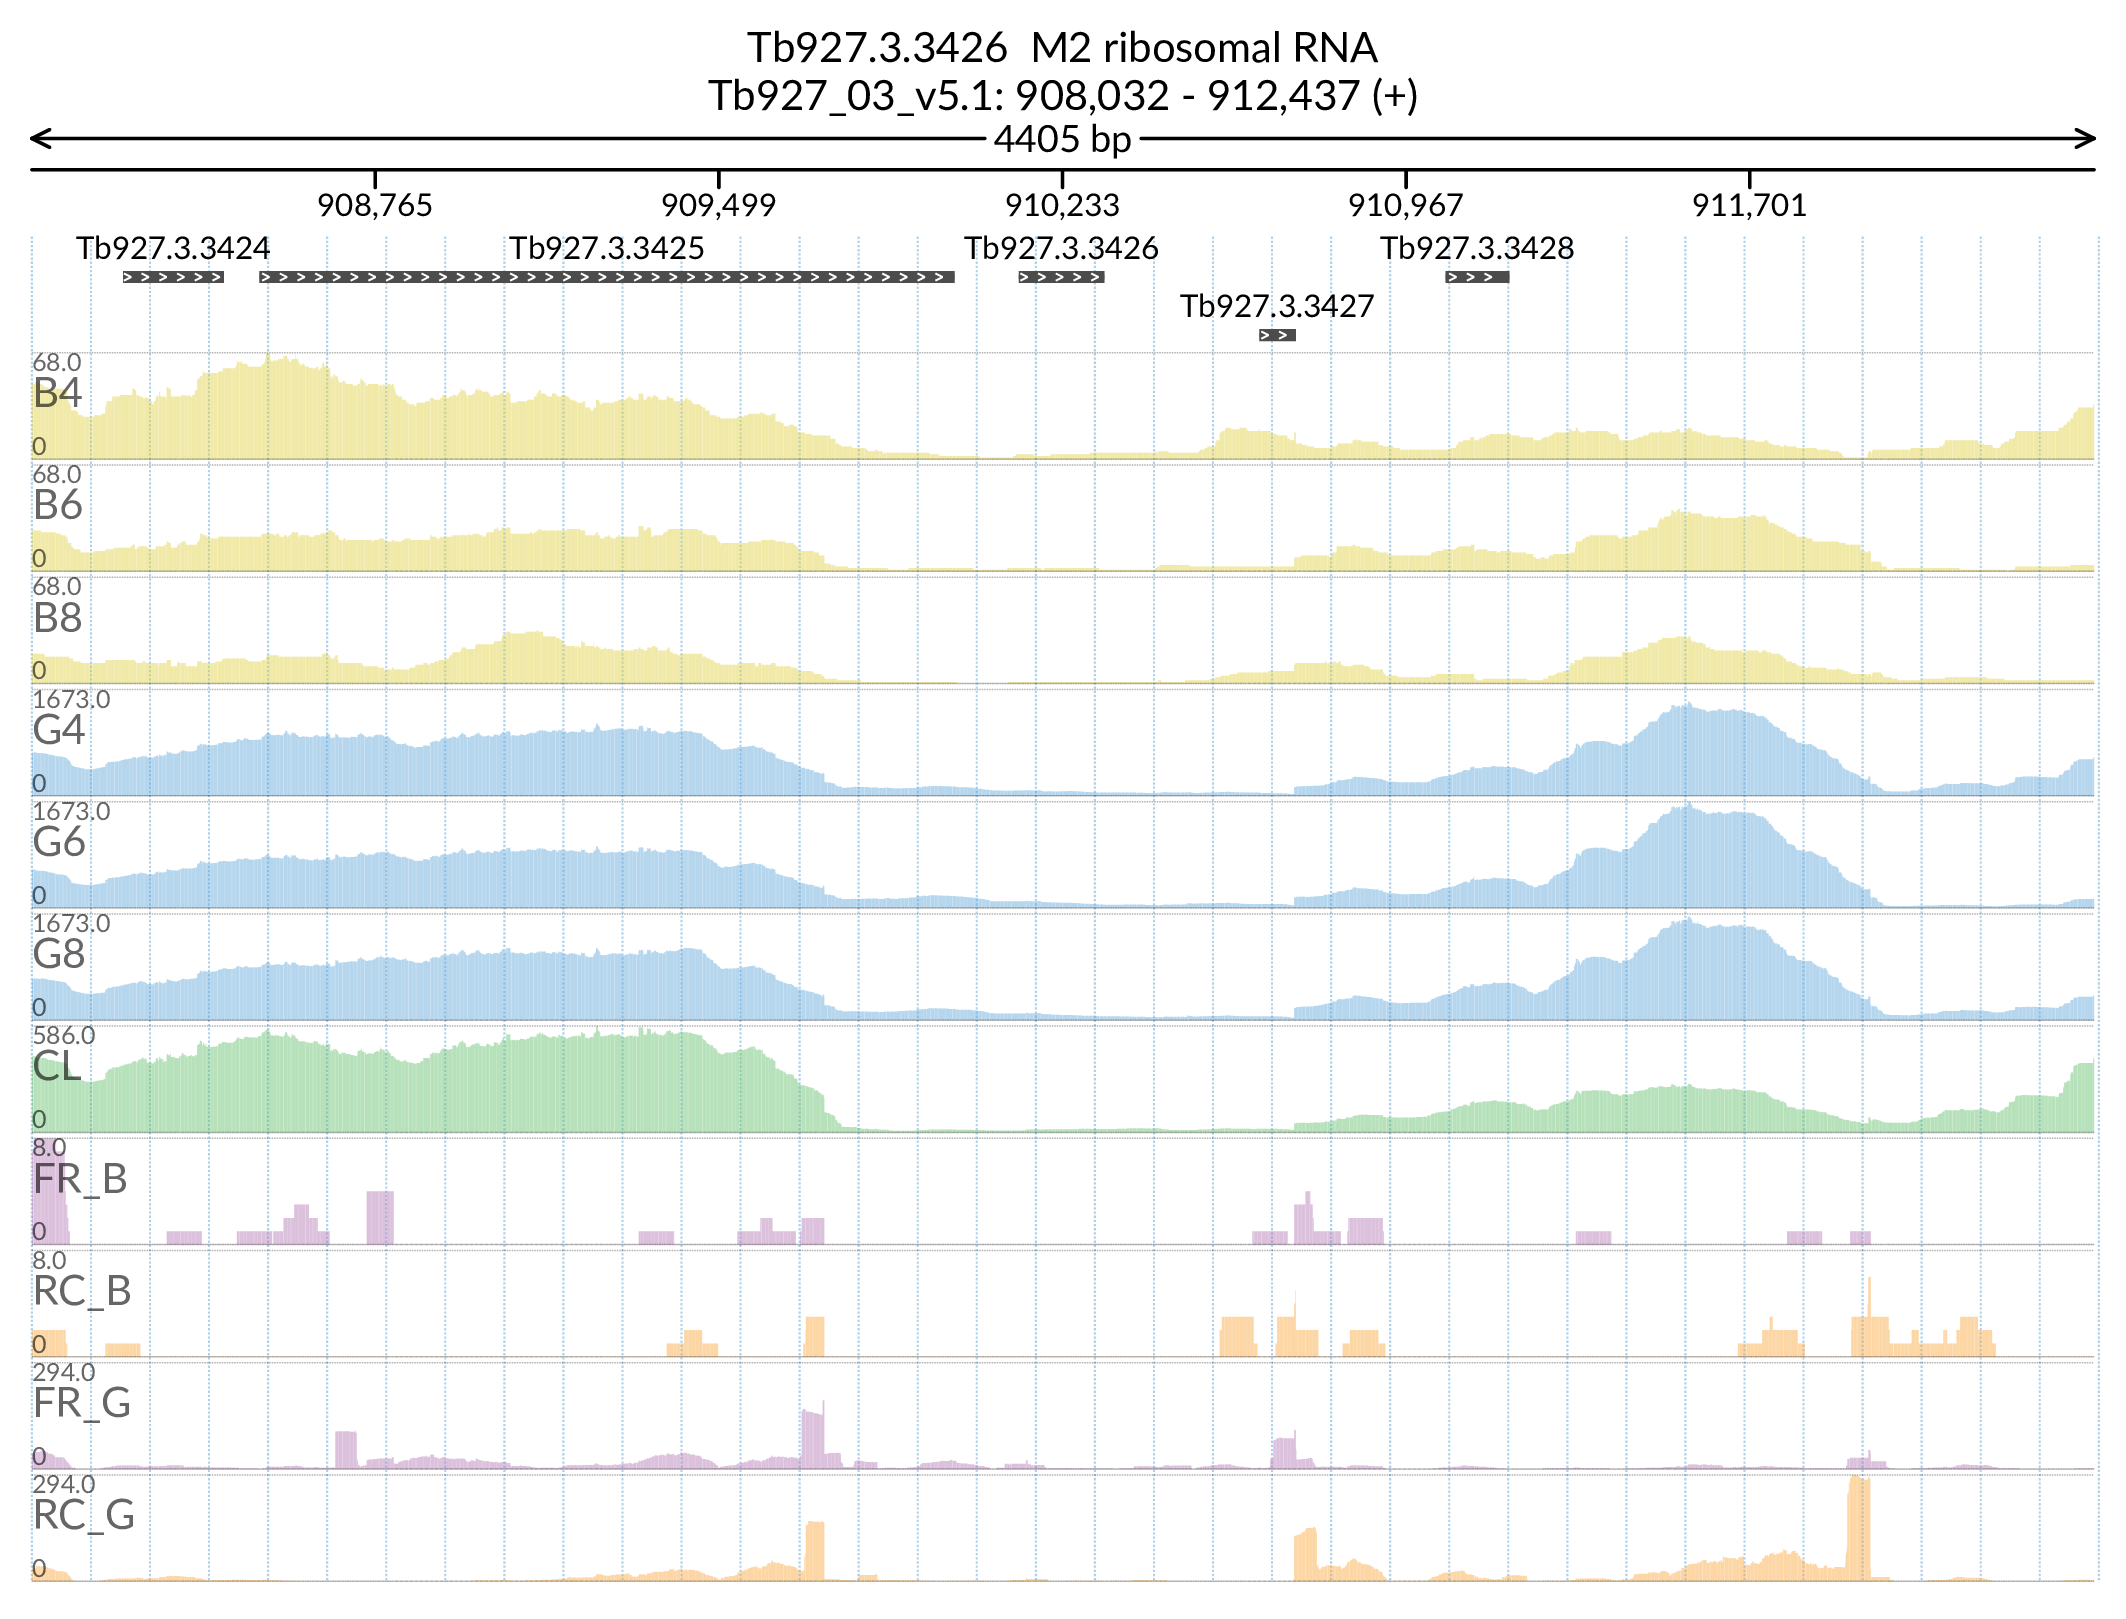 Tb927.3.3426  M2 ribosomal RNA
Tb927_03_v5.1: 908,032 - 912,437 (+)
4405 bp
908,765 909,499 910,233 910,967 911,701
Tb927.3.3424 Tb927.3.3425 Tb927.3.3426 Tb927.3.3428
Tb927.3.3427
68.0
B4
0
68.0
B6
0
68.0
B8
0
1673.0
G4
0
1673.0
G6
0
1673.0
G8
0
586.0
CL
0
8.0
FR_B
0
8.0
RC_B
0
294.0
FR_G
0
294.0
RC_G
0